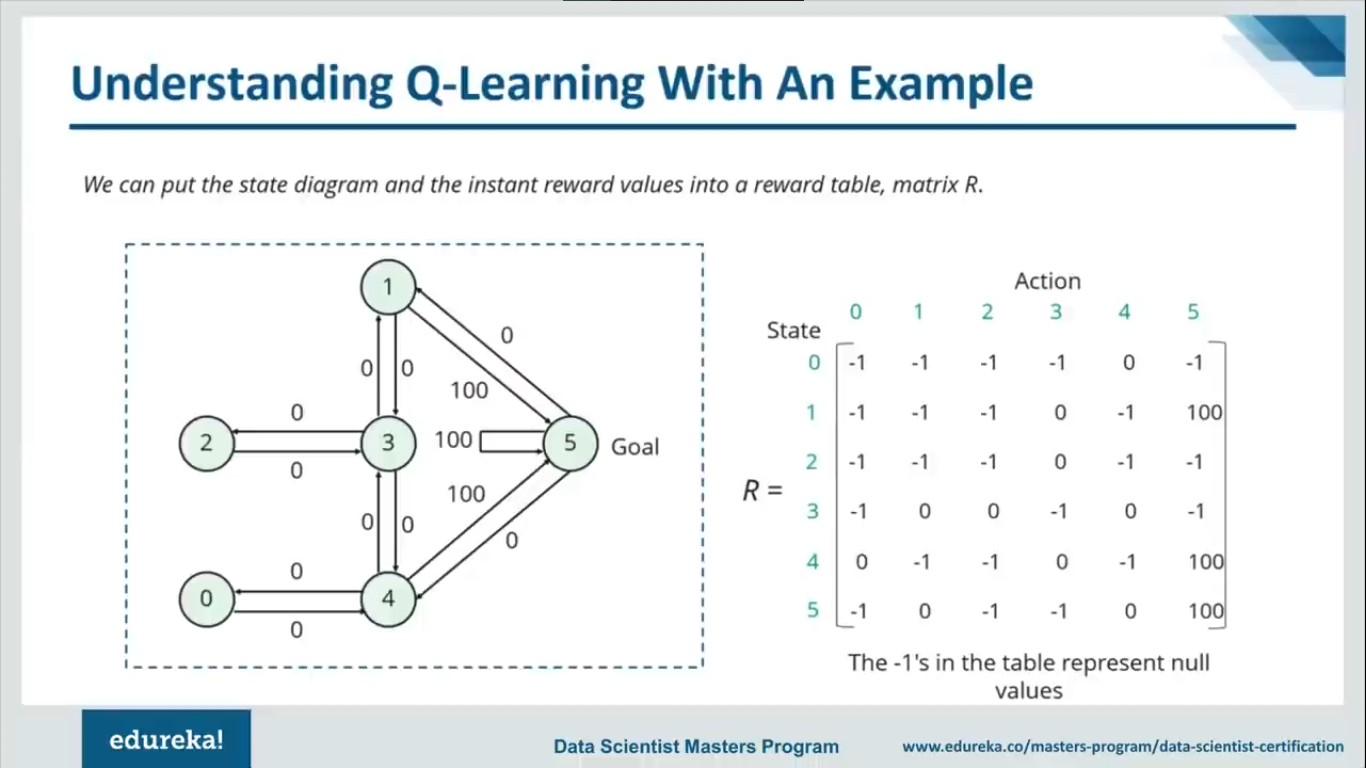 Understanding Q-Learning With An Example
We can put the state diagram and the instant reward values into a reward table, matrix R.
1
0
0 0
100
0
2
3
100
5
Goal
0
100
0 0
0
0
0
4
0
Action
0 1 2 3 4 5
State
0 -1 -1 -1 -1 0 -1
1 -1 -1 -1 0 -1 100
2 -1 -1 -1 0 -1 -1
R =
3 -1 0 0 -1 0 -1
4 0 -1 -1 0 -1 100
5 -1 0 -1 -1 0 100
The -1's in the table represent null
values
edureka!
Data Scientist Masters Program
www.edureka.co/masters-program/data-scientist-certification